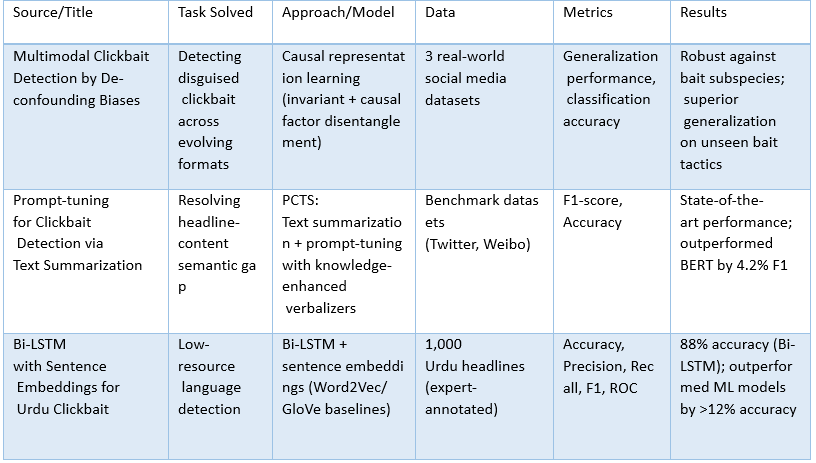 Source/Title
Task Solved
Approach/Model
Data
Metrics
Results
Multimodal Clickbait
Detection by De-
confounding Biases
Detecting
disguised
clickbait
across
evolving
formats
Causal representat
ion learning
(invariant + causal
factor disentangle
ment)
3 real-world
social media
datasets
Generalization
performance,
classification
accuracy
Robust against
bait subspecies;
superior
generalization
on unseen bait
tactics
Prompt-tuning
for Clickbait
Detection via
Text Summarization
Resolving
headline-
content
semantic ga
p
PCTS:
Text summarizatio
n + prompt-tuning
with knowledge-
enhanced
verbalizers
Benchmark datas
ets
(Twitter, Weibo)
F1-score,
Accuracy
State-of-the-
art performance;
outperformed
BERT by 4.2% F1
Bi-LSTM
with Sentence
Embeddings for
Urdu Clickbait
Low-
resource
language
detection
Bi-LSTM +
sentence embeddi
ngs (Word2Vec/
GloVe baselines)
1,000
Urdu headlines
(expert-
annotated)
Accuracy,
Precision, Rec
all, F1, ROC
88% accuracy (Bi-
LSTM); outperfor
med ML models
by >12% accuracy